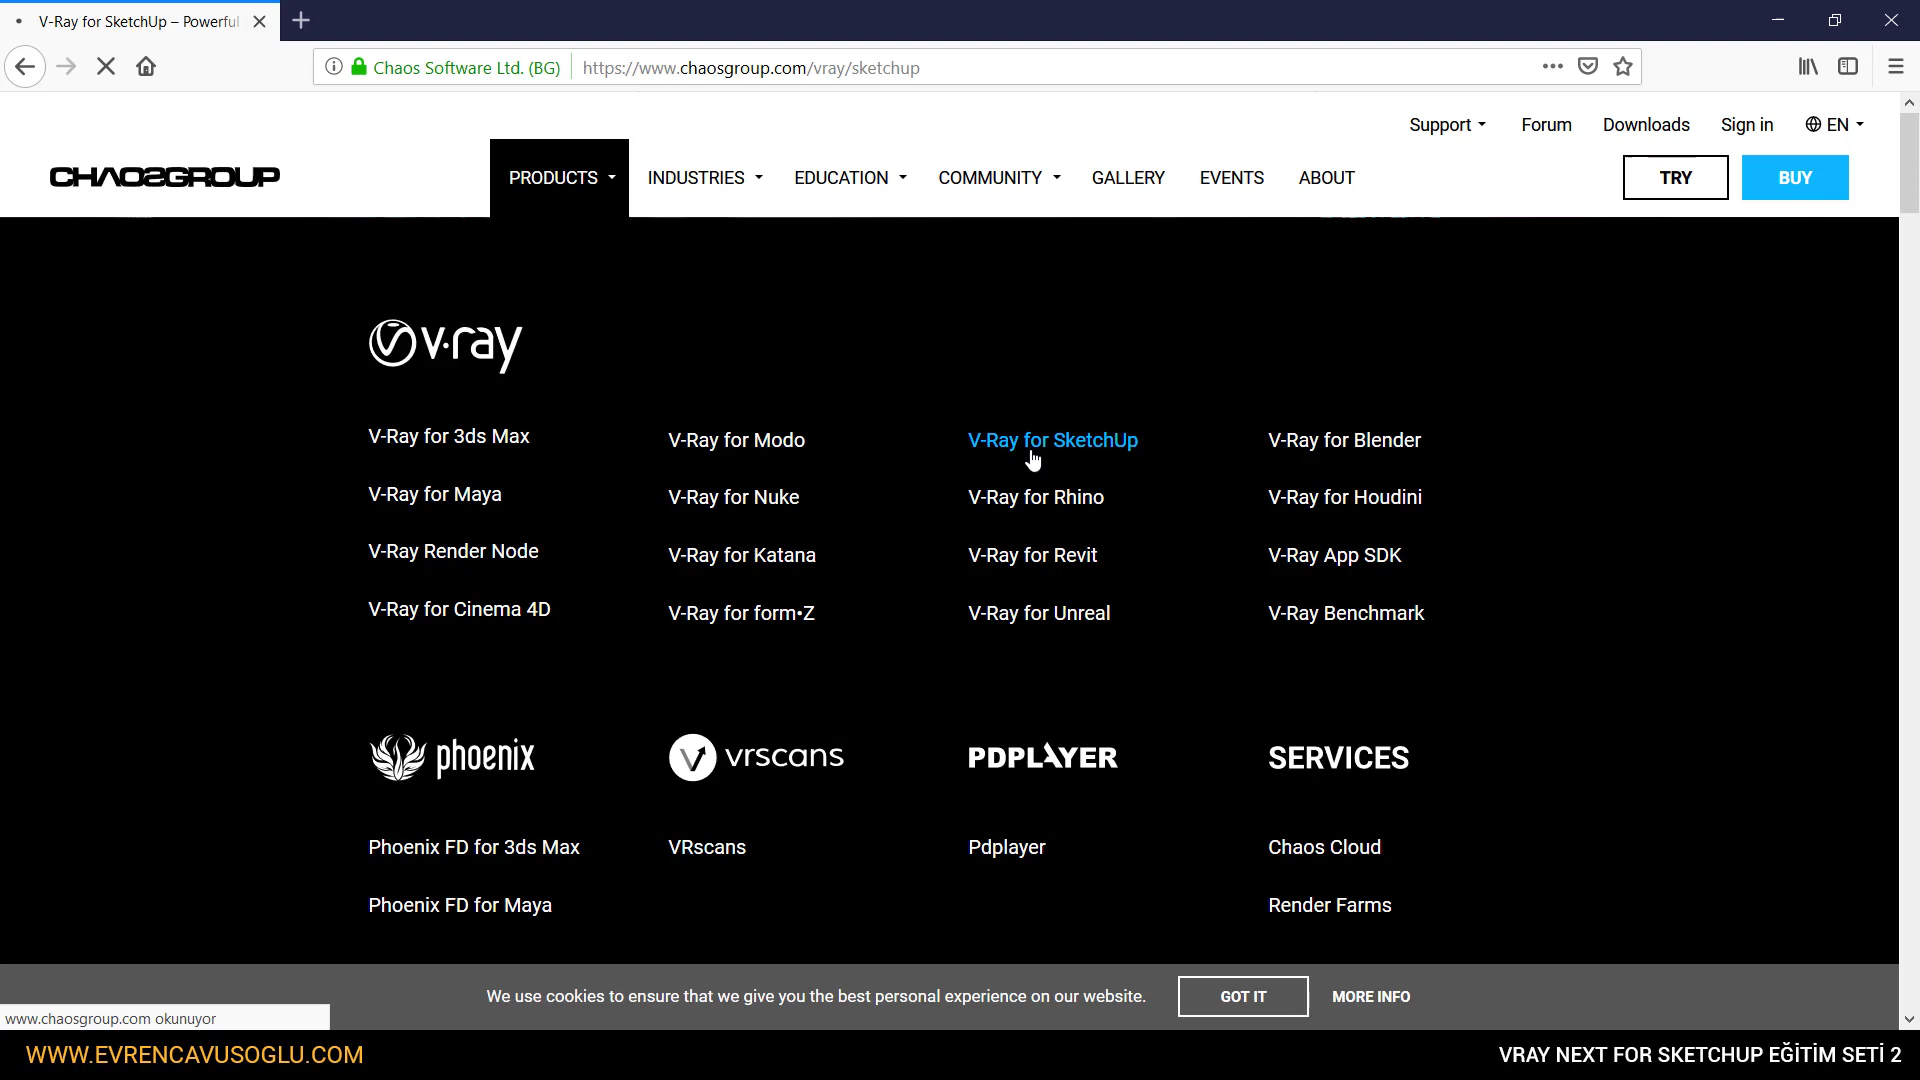 V-Ray for SketchUp – Powerful
Chaos Software Ltd. (BG) https://www.chaosgroup.com/vray/sketchup
Support Forum Downloads Sign in EN
CHAOSGROUP PRODUCTS INDUSTRIES EDUCATION COMMUNITY GALLERY EVENTS ABOUT TRY BUY
v·ray
V-Ray for 3ds Max
V-Ray for Maya
V-Ray Render Node
V-Ray for Cinema 4D
V-Ray for Modo
V-Ray for Nuke
V-Ray for Katana
V-Ray for form•Z
V-Ray for SketchUp
V-Ray for Rhino
V-Ray for Revit
V-Ray for Unreal
V-Ray for Blender
V-Ray for Houdini
V-Ray App SDK
V-Ray Benchmark
phoenix
Phoenix FD for 3ds Max
Phoenix FD for Maya
vrscans
VRscans
PDPLAYER
Pdplayer
SERVICES
Chaos Cloud
Render Farms
We use cookies to ensure that we give you the best personal experience on our website. GOT IT MORE INFO
www.chaosgroup.com okunuyor
WWW.EVRENCAVUSOGLU.COM
VRAY NEXT FOR SKETCHUP EĞİTİM SETİ 2